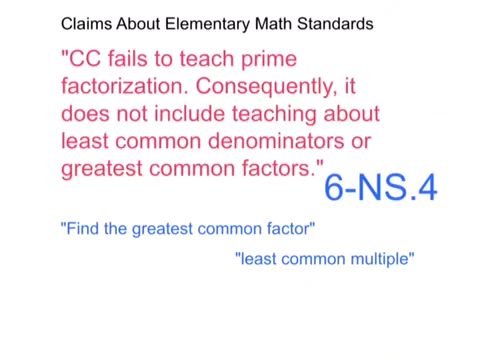 Claims About Elementary Math Standards
"CC fails to teach prime
factorization. Consequently, it
does not include teaching about
least common denominators or
greatest common factors."
6-NS.4
"Find the greatest common factor"
"least common multiple"